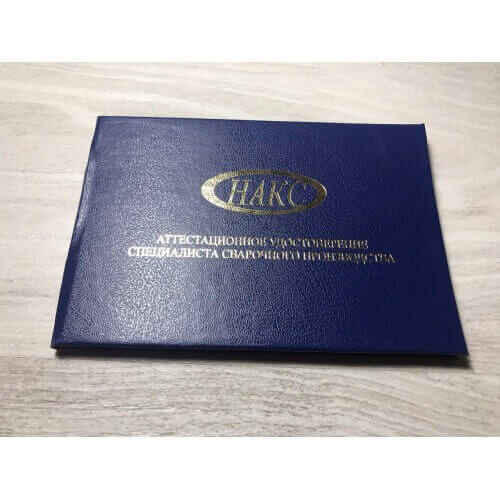 НАКС
АТТЕСТАЦИОННОЕ УДОСТОВЕРЕНИЕ
СПЕЦИАЛИСТА СВАРОЧНОГО ПРОИЗВОДСТВА